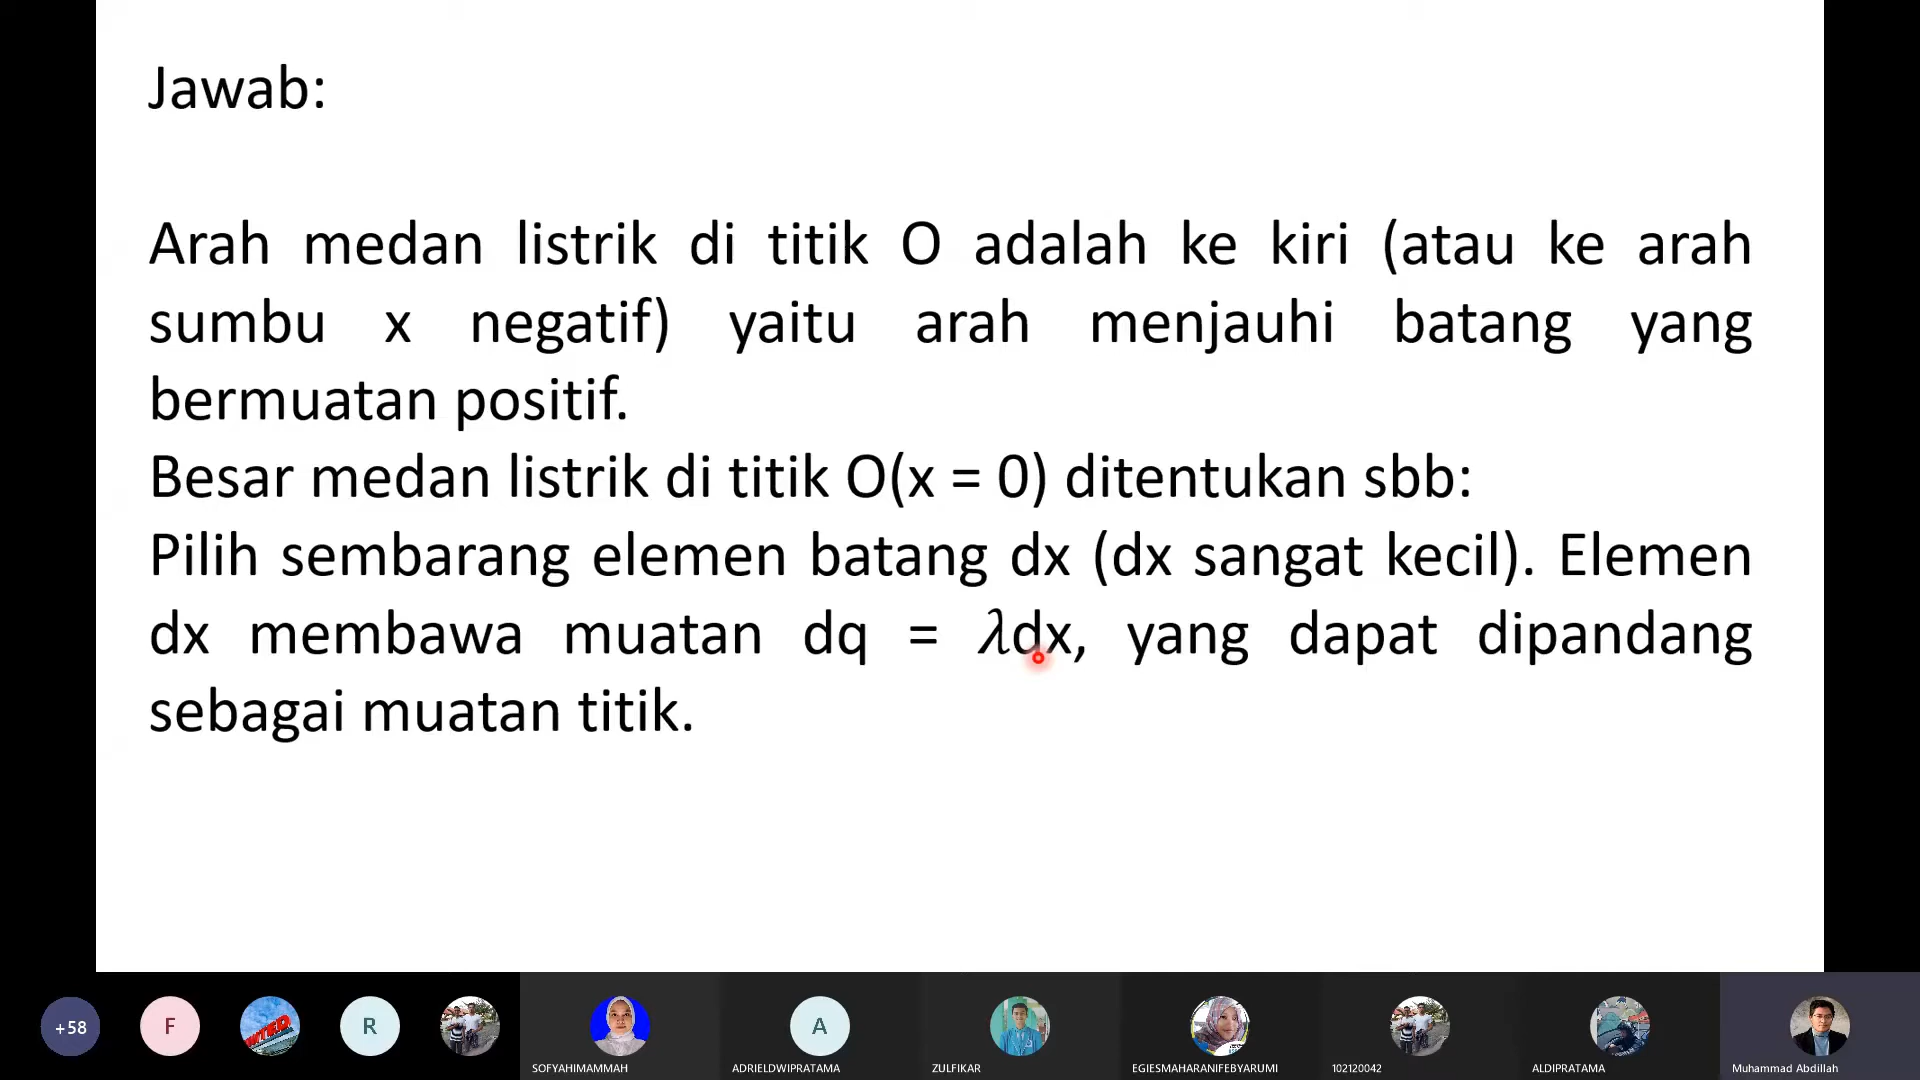 Jawab:
Arah medan listrik di titik O adalah ke kiri (atau ke arah
sumbu x negatif) yaitu arah menjauhi batang yang
bermuatan positif.
Besar medan listrik di titik O(x = 0) ditentukan sbb:
Pilih sembarang elemen batang dx (dx sangat kecil). Elemen
dx membawa muatan dq = λdx, yang dapat dipandang
sebagai muatan titik.
+58
F
R
A
SOFYAHIMAMMAH
ADRIELDWIPRATAMA
ZULFIKAR
EGIESMAHARANIFEBYARUMI
102120042
ALDIPRATAMA
Muhammad Abdillah